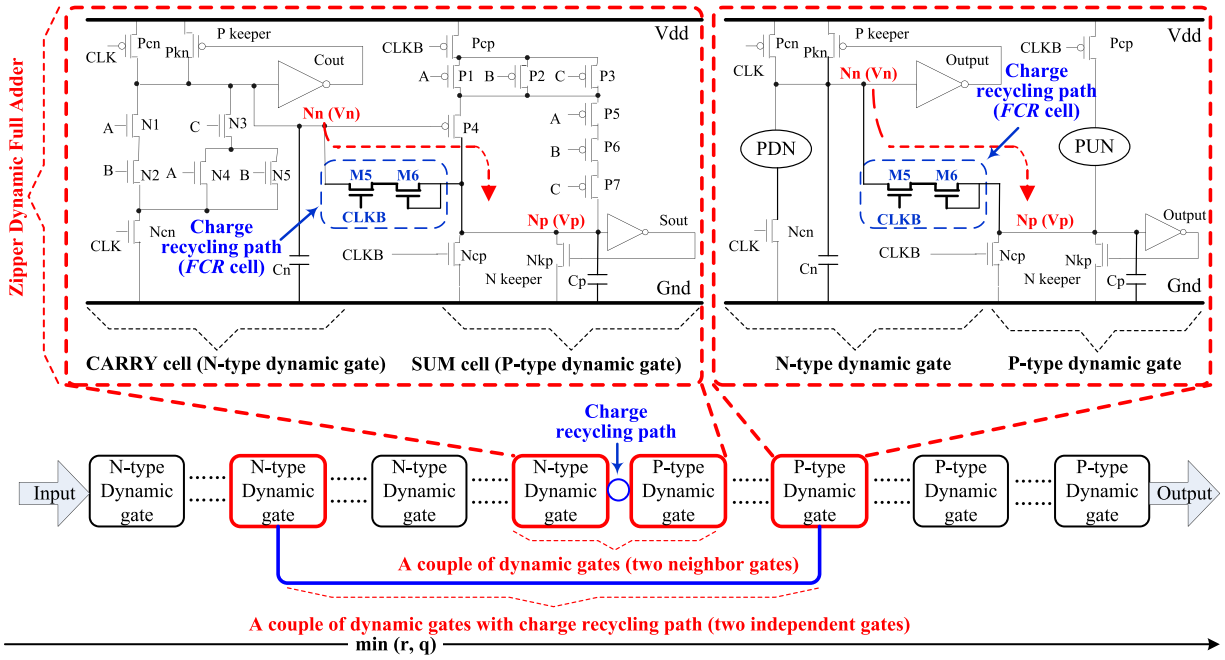 Zipper Dynamic Full Adder
Pcn
CLK
Pkn
P keeper
Cout
A
N1
B
N2
C
N3
A
N4
B
N5
CLK
Ncn
Charge
recycling path
(FCR cell)
Cn
Nn (Vn)
M5
M6
CLKB
CLKB
Pcp
Vdd
A
P1
B
P2
C
P3
P4
A
P5
B
P6
C
P7
Np (Vp)
Sout
CLKB
Ncp
Nkp
N keeper
Cp
Gnd
CARRY cell (N-type dynamic gate)
SUM cell (P-type dynamic gate)
Pcn
CLK
Pkn
P keeper
Nn (Vn)
Output
CLKB
Pcp
Vdd
Charge
recycling path
(FCR cell)
PDN
PUN
M5
M6
CLKB
Np (Vp)
CLK
Ncn
Cn
CLKB
Ncp
Nkp
N keeper
Cp
Output
Gnd
N-type dynamic gate
P-type dynamic gate
Charge
recycling path
Input
N-type
Dynamic
gate
N-type
Dynamic
gate
N-type
Dynamic
gate
N-type
Dynamic
gate
P-type
Dynamic
gate
P-type
Dynamic
gate
P-type
Dynamic
gate
P-type
Dynamic
gate
Output
A couple of dynamic gates (two neighbor gates)
A couple of dynamic gates with charge recycling path (two independent gates)
min (r, q)